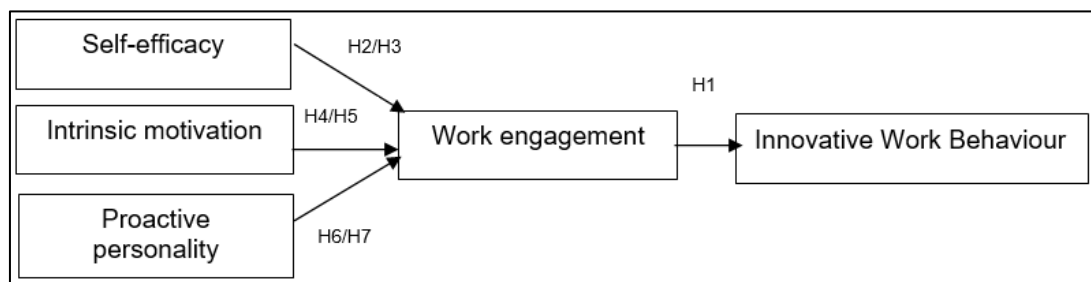 Self-efficacy
H2/H3
H1
Intrinsic motivation
H4/H5
Work engagement
Innovative Work Behaviour
Proactive
personality
H6/H7